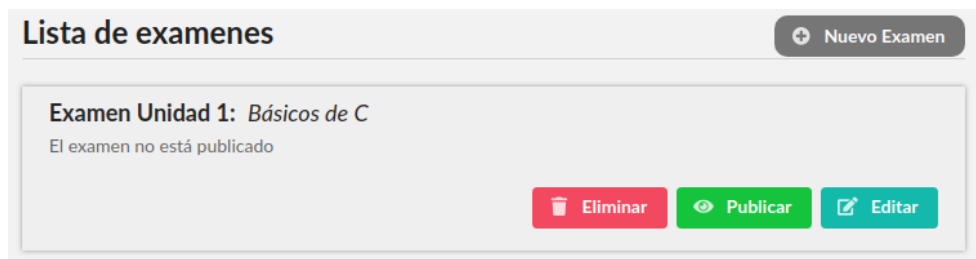 Lista de examenes
Nuevo Examen
Examen Unidad 1: Básicos de C
El examen no está publicado
Eliminar Publicar Editar